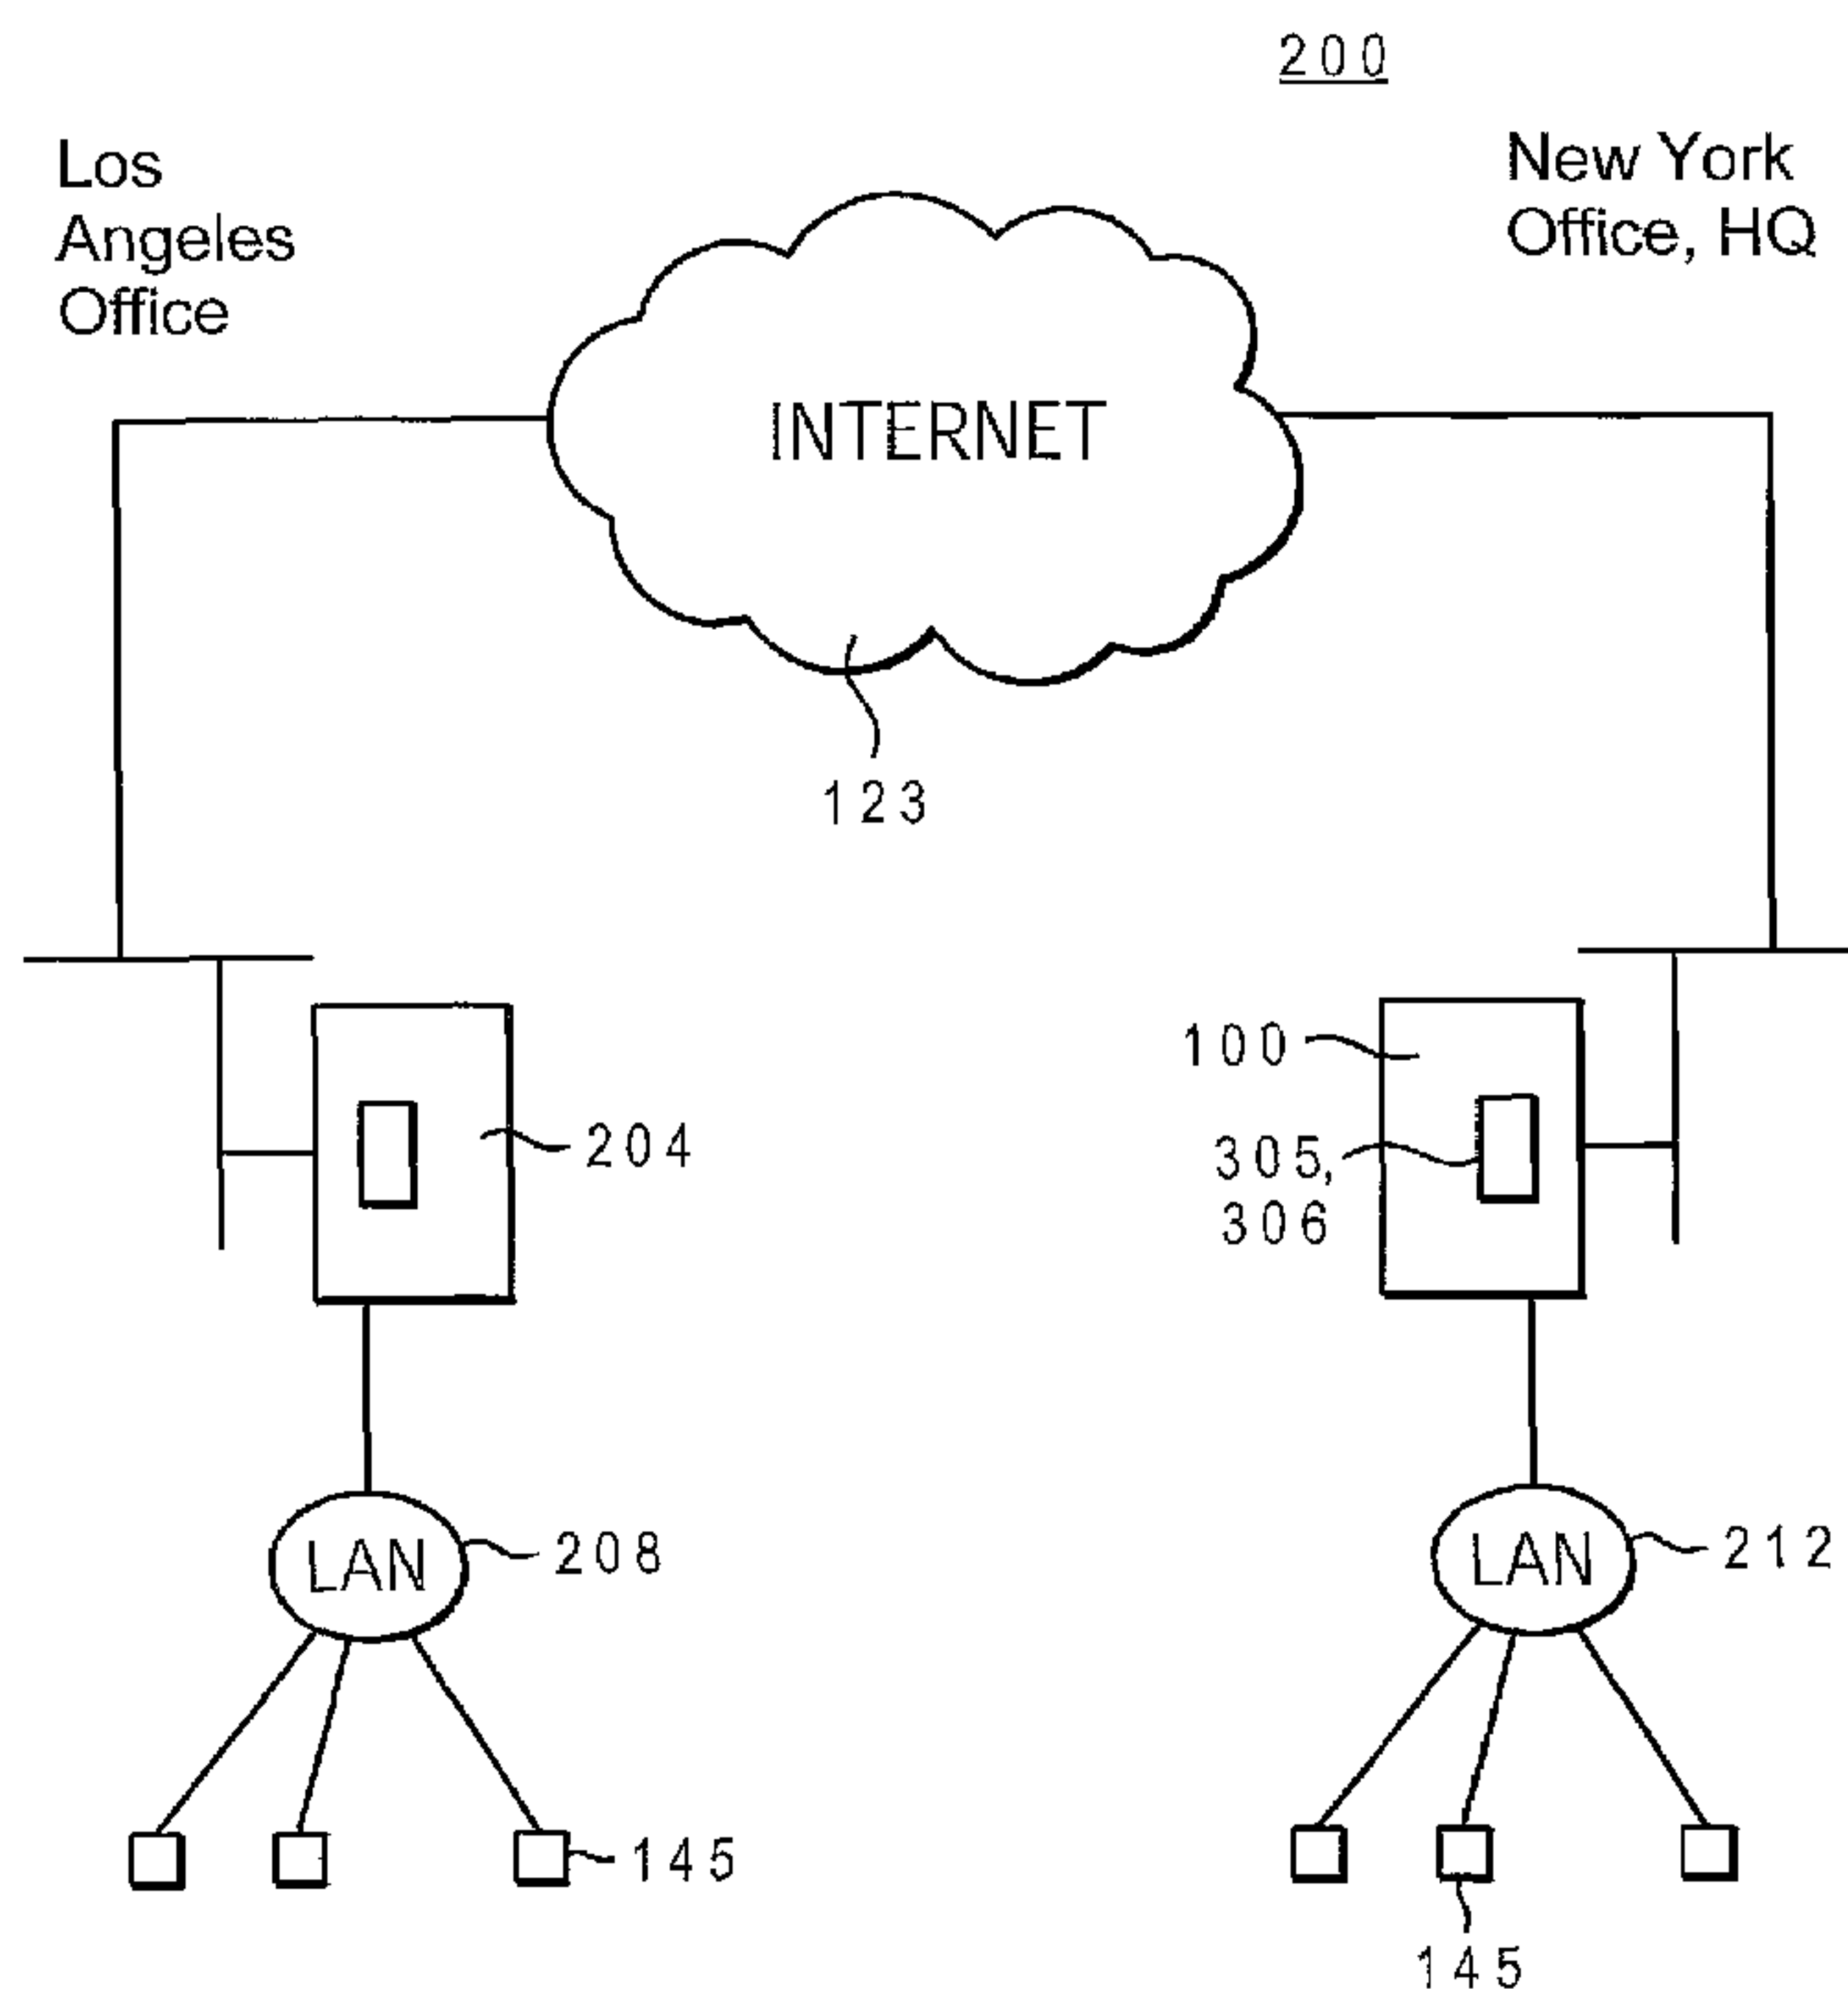 200
Los
Angeles
Office
New York
Office, HQ
INTERNET
123
100
204
305,
306
LAN
208
LAN
212
145
145